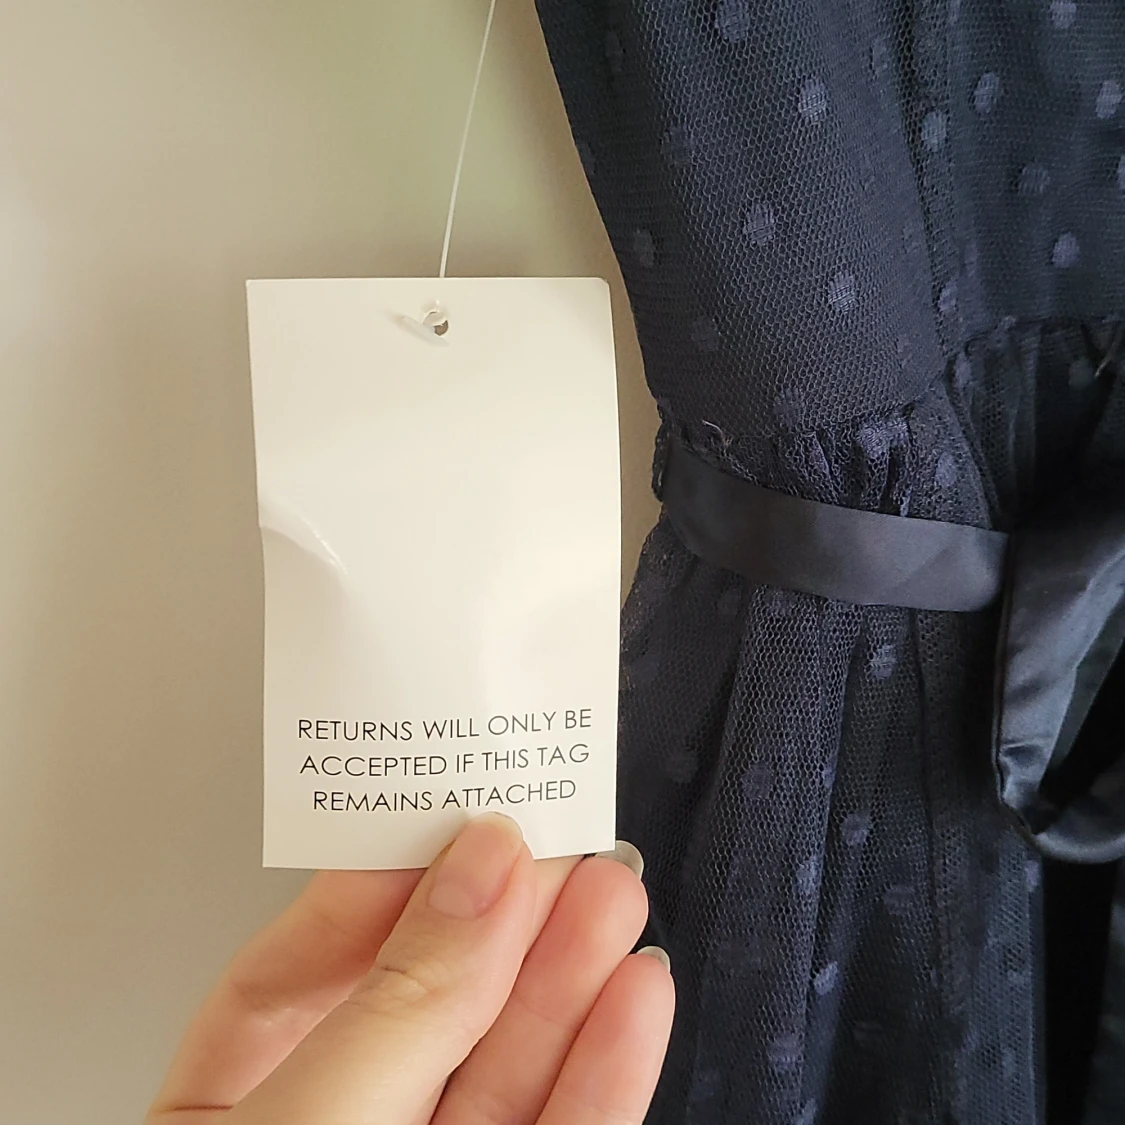 RETURNS WILL ONLY BE
ACCEPTED IF THIS TAG
REMAINS ATTACHED